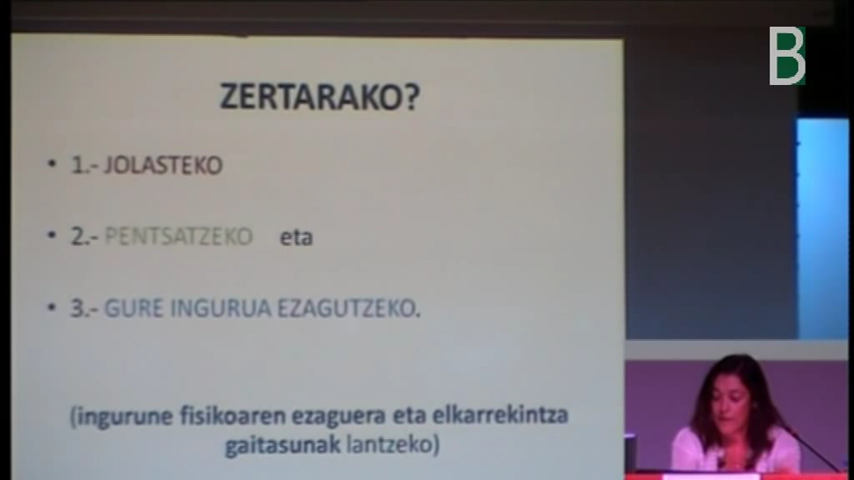 B
ZERTARAKO?
• 1.- JOLASTEKO
• 2.- PENTSATZEKO eta
• 3.- GURE INGURUA EZAGUTZEKO.
(ingurune fisikoaren ezaguera eta elkarrekintza
gaitasunak lantzeko)